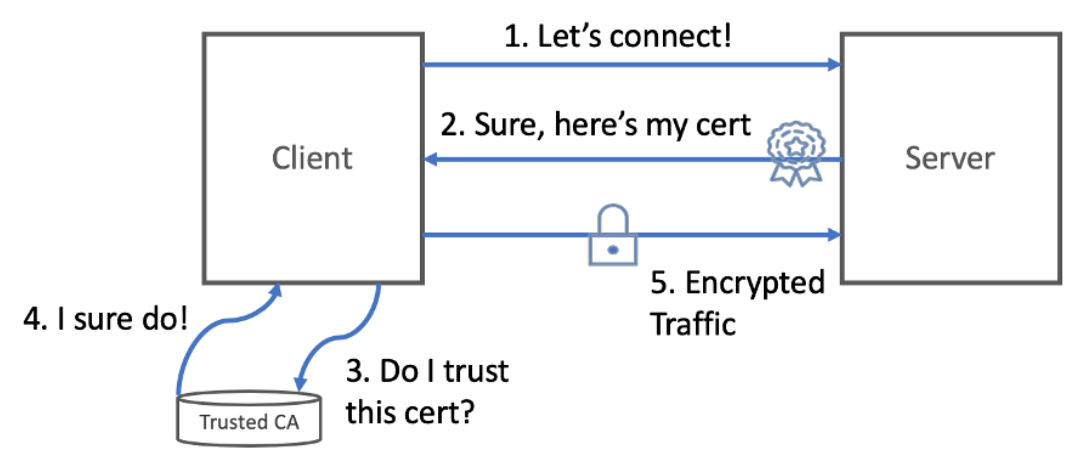 1. Let’s connect!
2. Sure, here’s my cert
Client
Server
5. Encrypted
Traffic
4. I sure do!
3. Do I trust
this cert?
Trusted CA